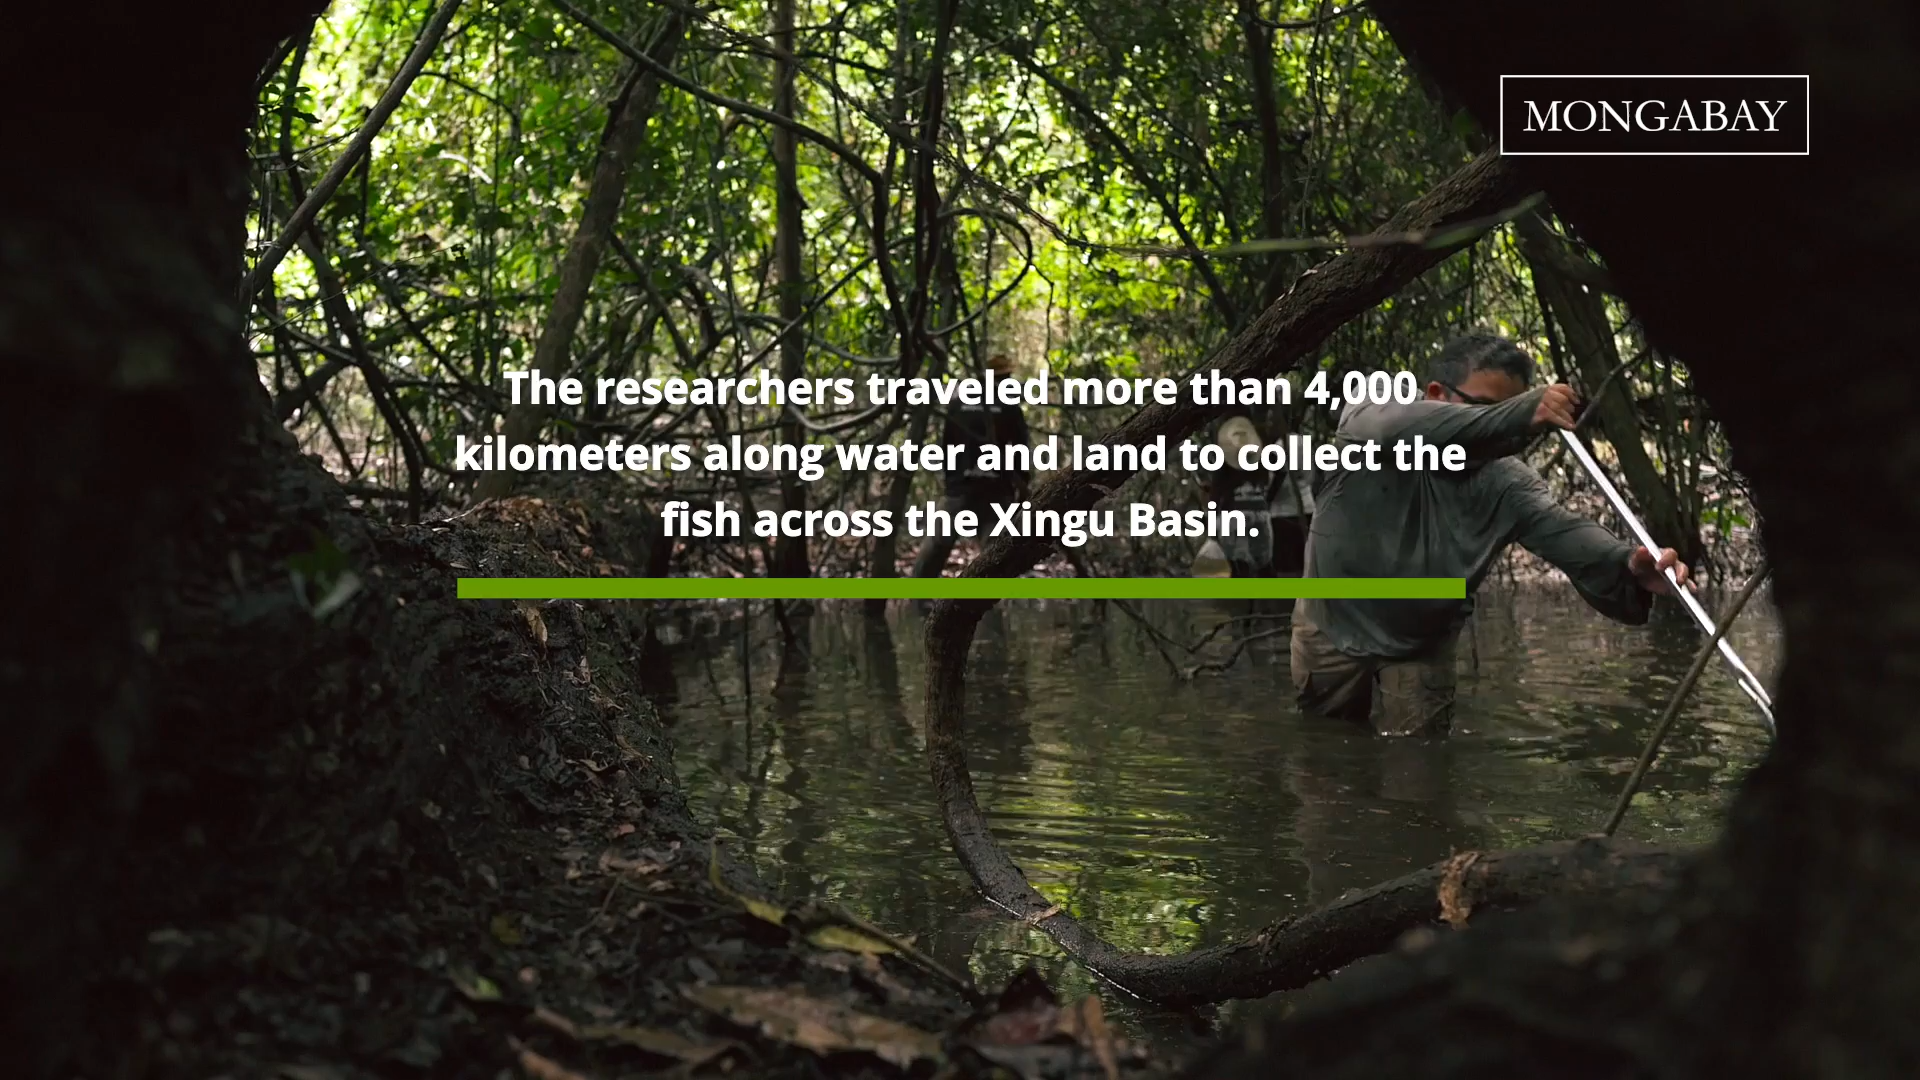 MONGABAY
The researchers traveled more than 4,000
kilometers along water and land to collect the
fish across the Xingu Basin.